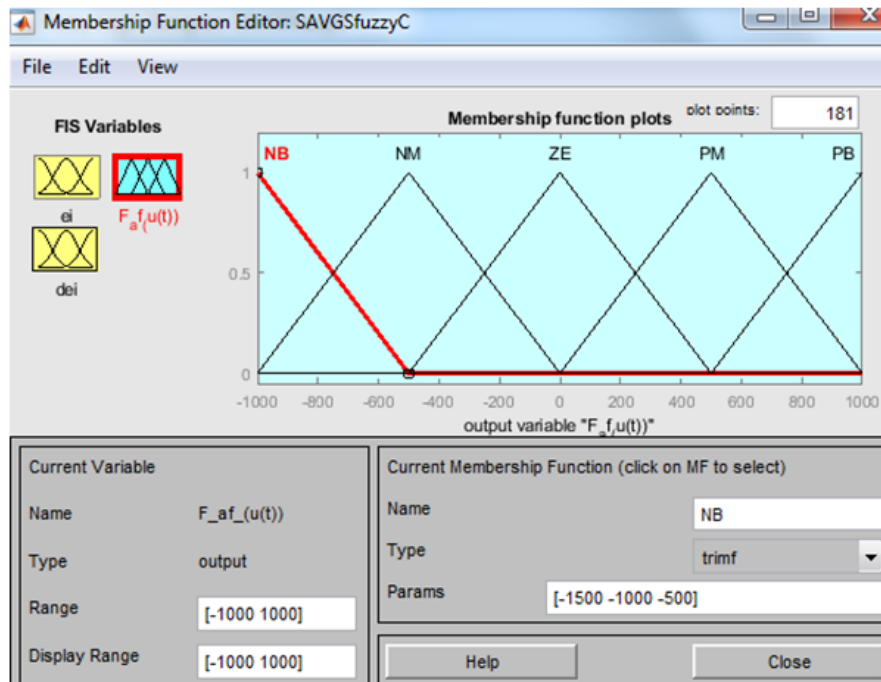 Membership Function Editor: SAVGSfuzzyC
File Edit View
FIS Variables
Membership function plots
plot points:
181
ei
F_af_(u(t))
dei
NB NM ZE PM PB
1
0.5
0
-1000 -800 -600 -400 -200 0 200 400 600 800 1000
output variable "F_af_(u(t))"
Current Variable
Name F_af_(u(t))
Type output
Range [-1000 1000]
Display Range [-1000 1000]
Current Membership Function (click on MF to select)
Name NB
Type trimf
Params [-1500 -1000 -500]
Help Close